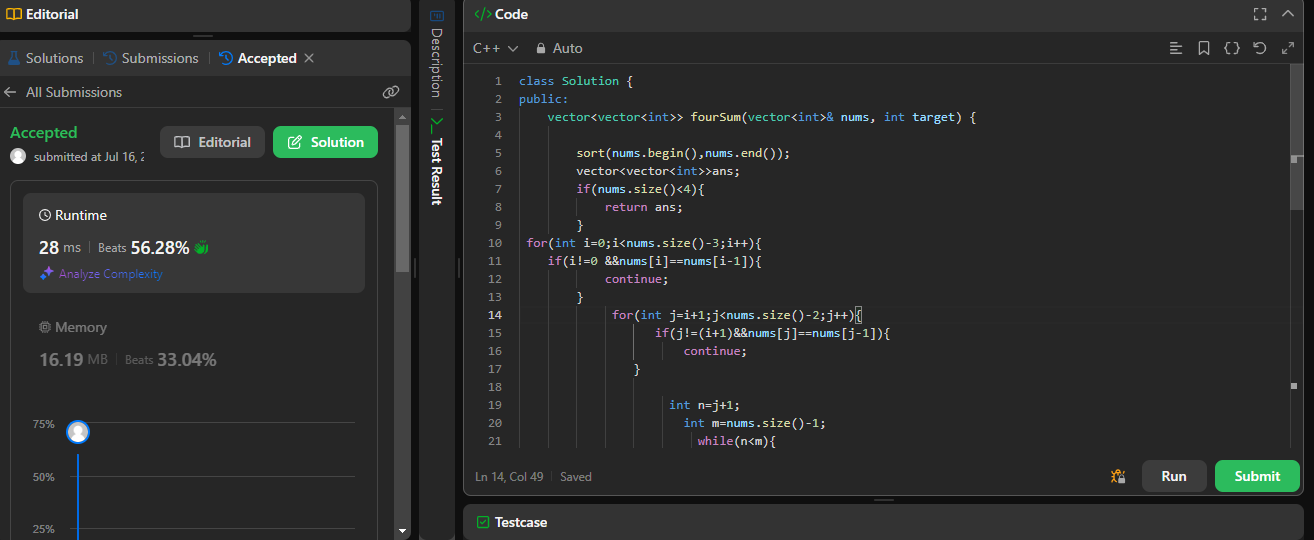 Editorial
Solutions
Submissions
Accepted
All Submissions
Accepted
submitted at Jul 16, 2
Editorial
Solution
Runtime
28 ms
Beats 56.28%
Analyze Complexity
Memory
16.19 MB
Beats 33.04%
75%
50%
25%
Description
Test Result
</> Code
C++
Auto
1 class Solution {
2 public:
3 vector<vector<int>> fourSum(vector<int>& nums, int target) {
4
5 sort(nums.begin(),nums.end());
6 vector<vector<int>>ans;
7 if(nums.size()<4){
8 return ans;
9 }
10 for(int i=0;i<nums.size()-3;i++){
11 if(i!=0 &&nums[i]==nums[i-1]){
12 continue;
13 }
14 for(int j=i+1;j<nums.size()-2;j++){
15 if(j!=(i+1)&&nums[j]==nums[j-1]){
16 continue;
17 }
18
19 int n=j+1;
20 int m=nums.size()-1;
21 while(n<m){
Ln 14, Col 49
Saved
Run
Submit
Testcase